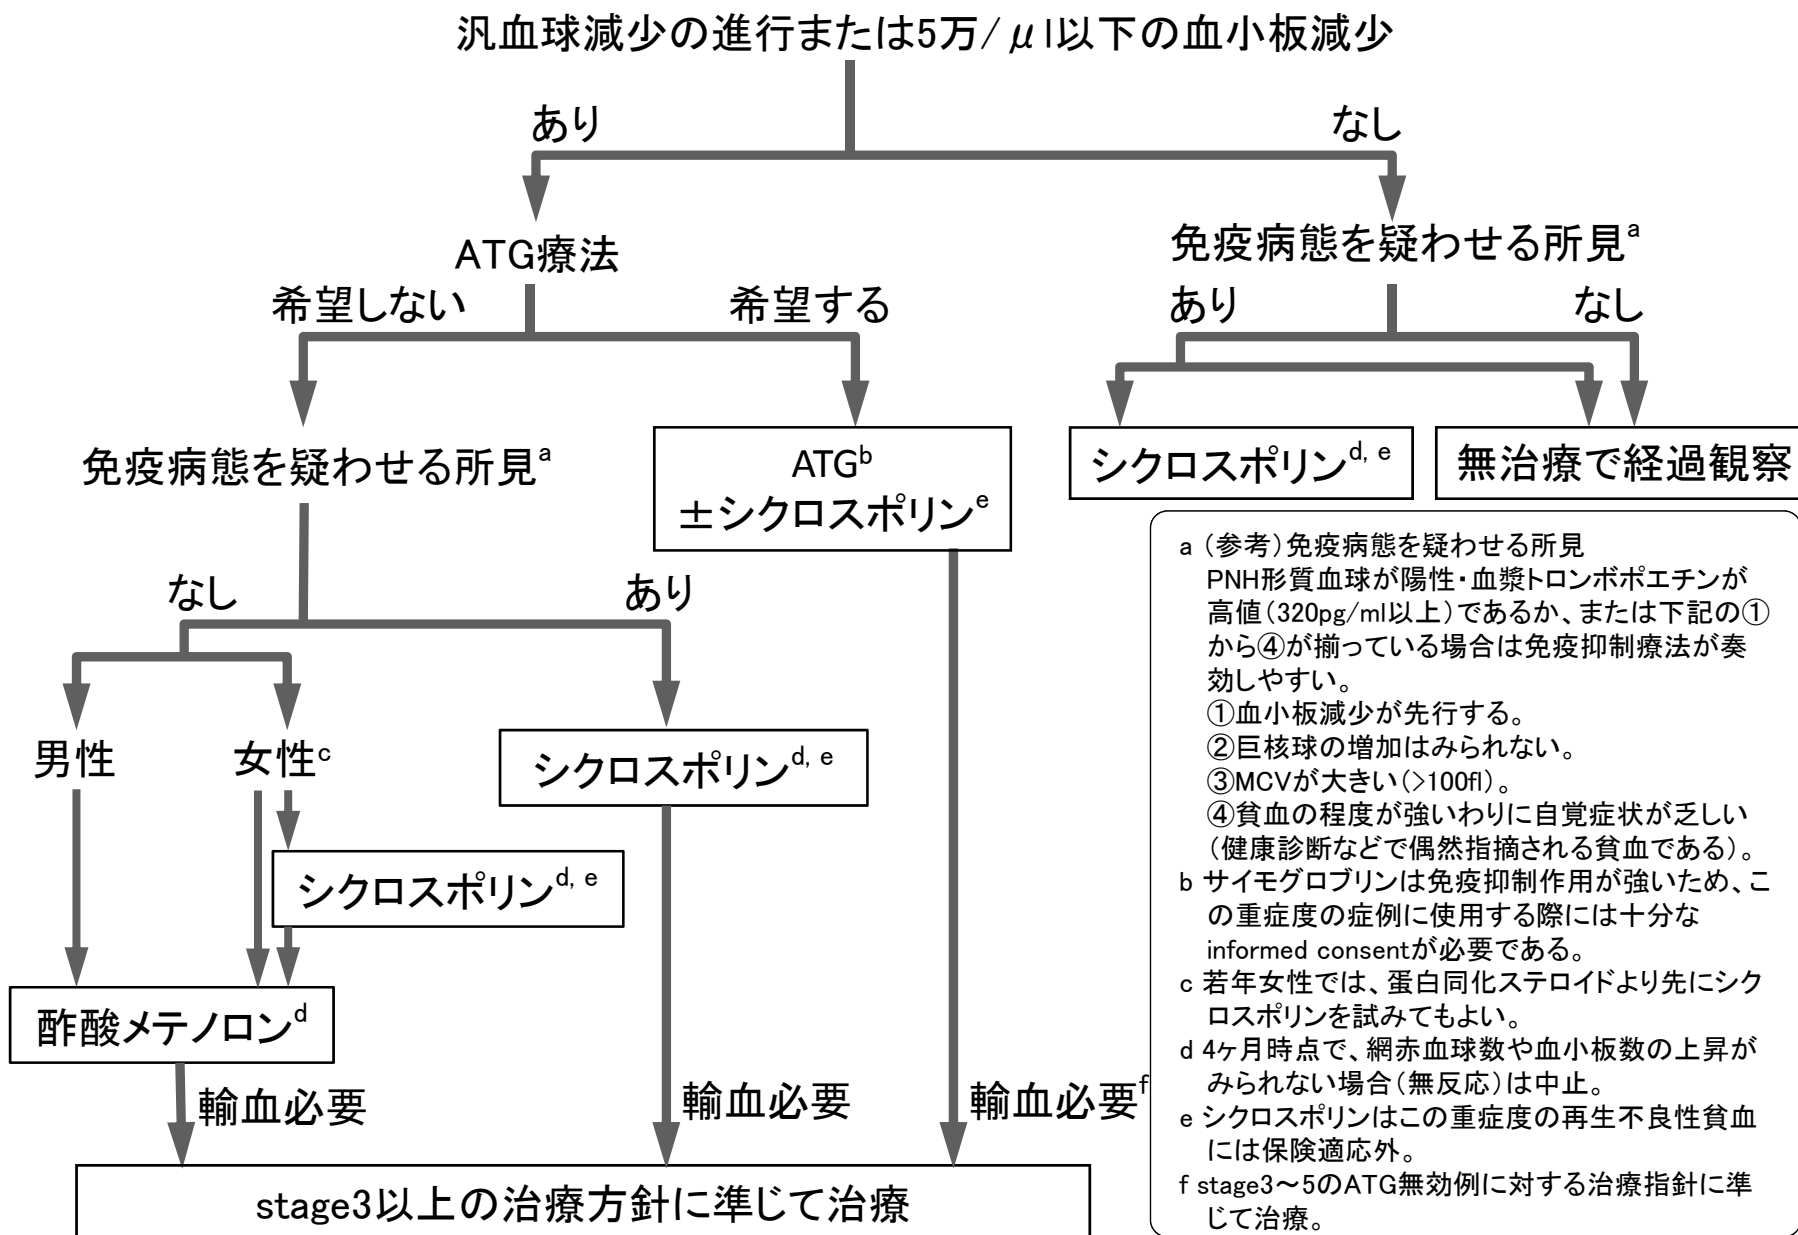 汎血球減少の進行または5万/μl以下の血小板減少
あり
なし
ATG療法
免疫病態を疑わせる所見a
希望しない
希望する
あり
なし
免疫病態を疑わせる所見a
ATGb
±シクロスポリンe
シクロスポリンd, e
無治療で経過観察
なし
あり
男性
女性c
シクロスポリンd, e
シクロスポリンd, e
酢酸メテノロンd
輸血必要
輸血必要
輸血必要f
stage3以上の治療方針に準じて治療
a (参考)免疫病態を疑わせる所見
PNH形質血球が陽性・血漿トロンボポエチンが
高値(320pg/ml以上)であるか、または下記の①
から④が揃っている場合は免疫抑制療法が奏
効しやすい。
①血小板減少が先行する。
②巨核球の増加はみられない。
③MCVが大きい(>100fl)。
④貧血の程度が強いわりに自覚症状が乏しい
(健康診断などで偶然指摘される貧血である)。
b サイモグロブリンは免疫抑制作用が強いため、こ
の重症度の症例に使用する際には十分な
informed consentが必要である。
c 若年女性では、蛋白同化ステロイドより先にシク
ロスポリンを試みてもよい。
d 4ヶ月時点で、網赤血球数や血小板数の上昇が
みられない場合(無反応)は中止。
e シクロスポリンはこの重症度の再生不良性貧血
には保険適応外。
f stage3～5のATG無効例に対する治療指針に準
じて治療。